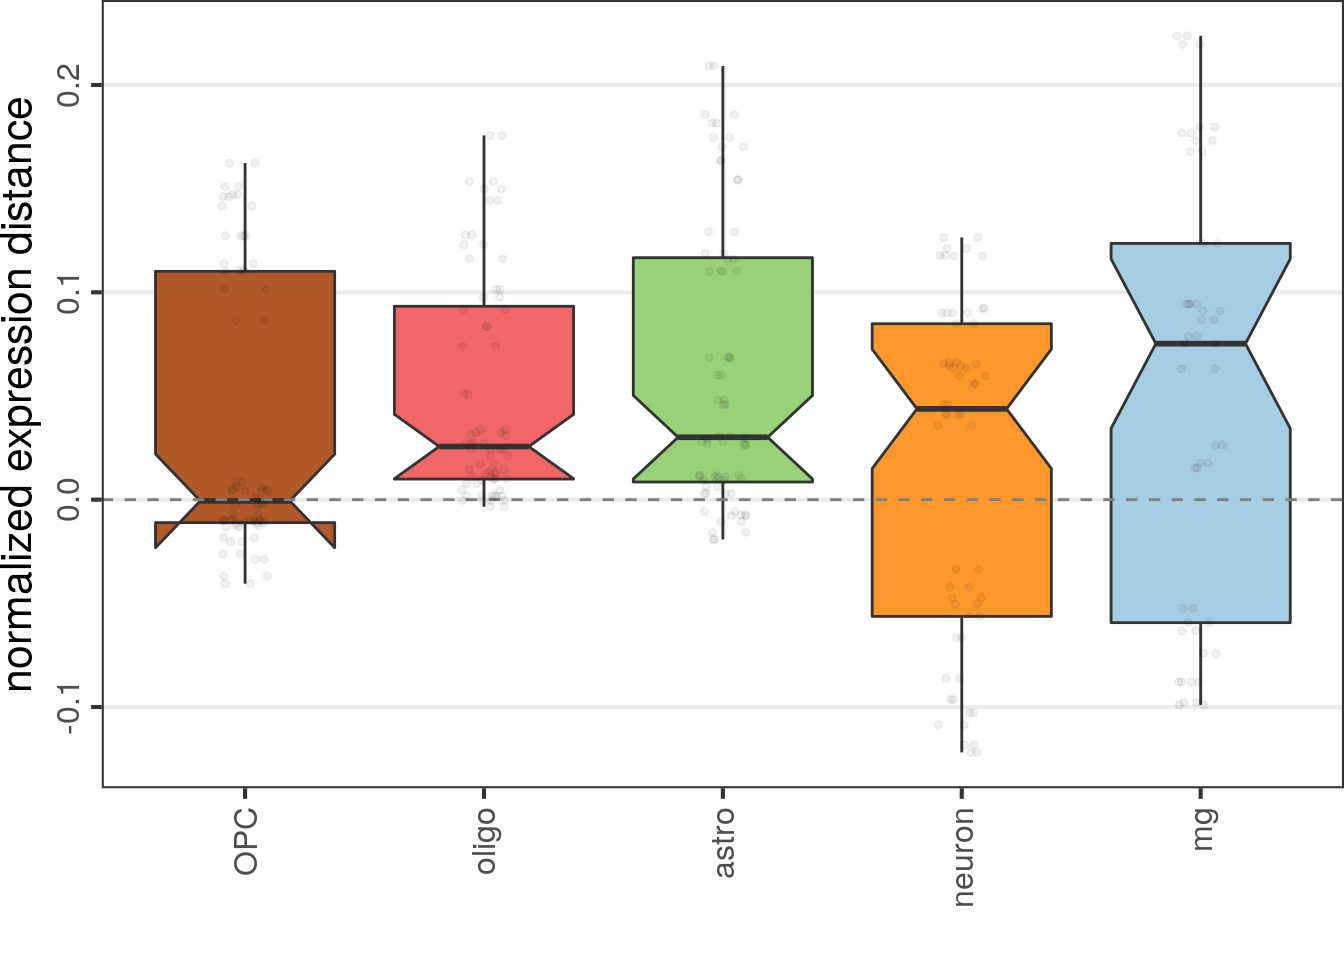 normalized expression distance
0.2
0.1
0.0
-0.1
OPC
oligo
astro
neuron
mg